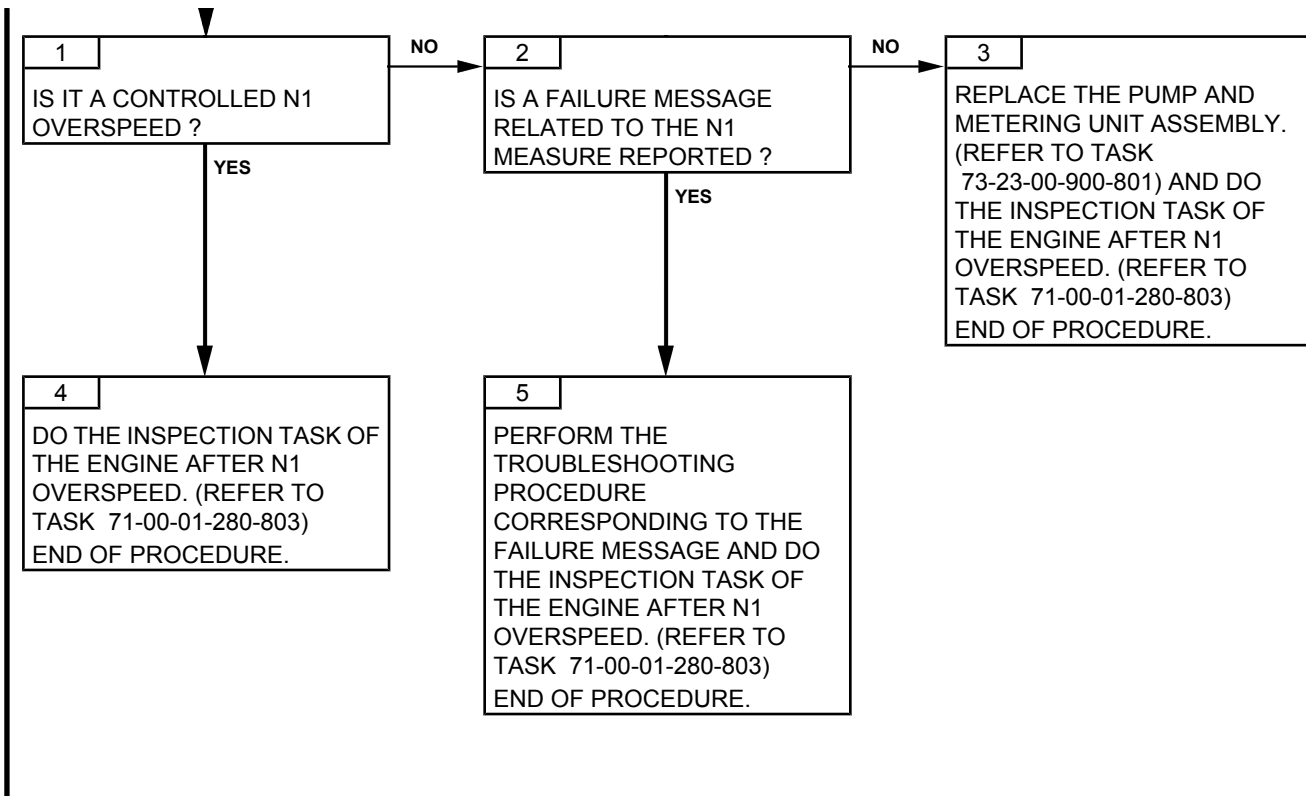 1
IS IT A CONTROLLED N1
OVERSPEED ?
NO
YES
2
IS A FAILURE MESSAGE
RELATED TO THE N1
MEASURE REPORTED ?
NO
YES
3
REPLACE THE PUMP AND
METERING UNIT ASSEMBLY.
(REFER TO TASK
73-23-00-900-801) AND DO
THE INSPECTION TASK OF
THE ENGINE AFTER N1
OVERSPEED. (REFER TO
TASK 71-00-01-280-803)
END OF PROCEDURE.
4
DO THE INSPECTION TASK OF
THE ENGINE AFTER N1
OVERSPEED. (REFER TO
TASK 71-00-01-280-803)
END OF PROCEDURE.
5
PERFORM THE
TROUBLESHOOTING
PROCEDURE
CORRESPONDING TO THE
FAILURE MESSAGE AND DO
THE INSPECTION TASK OF
THE ENGINE AFTER N1
OVERSPEED. (REFER TO
TASK 71-00-01-280-803)
END OF PROCEDURE.